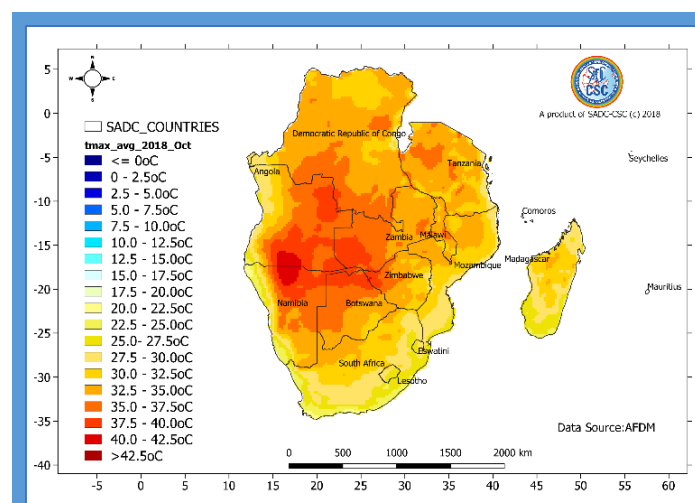 5
0
-5
-10
-15
-20
-25
-30
-35
-40
-5 0 5 10 15 20 25 30 35 40 45 50 55 60
W E
S
SADC_COUNTRIES
tmax_avg_2018_Oct
<= 0oC
0 - 2.5oC
2.5 - 5.0oC
5.0 - 7.5oC
7.5 - 10.0oC
10.0 - 12.5oC
12.5 - 15.0oC
15.0 - 17.5oC
17.5 - 20.0oC
20.0 - 22.5oC
22.5 - 25.0oC
25.0- 27.5oC
27.5 - 30.0oC
30.0 - 32.5oC
32.5 - 35.0oC
35.0 - 37.5oC
37.5 - 40.0oC
40.0 - 42.5oC
>42.5oC
CSC
A product of SADC-CSC (c) 2018
Democratic Republic of Congo
Tanzania
Seychelles
Angola
Comoros
Zambia
Malawi
Madagascar
Mozambique
Zimbabwe
Namibia
Botswana
Mauritius
Eswatini
South Africa
Lesotho
Data Source:AFDM
0 500 1000 1500 2000 km